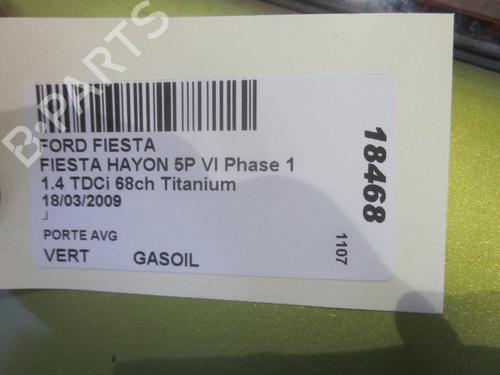 B-PARTS
FORD FIESTA
FIESTA HAYON 5P VI Phase 1
1.4 TDCi 68ch Titanium
18/03/2009
J
PORTE AVG
VERT GASOIL
18468
1107